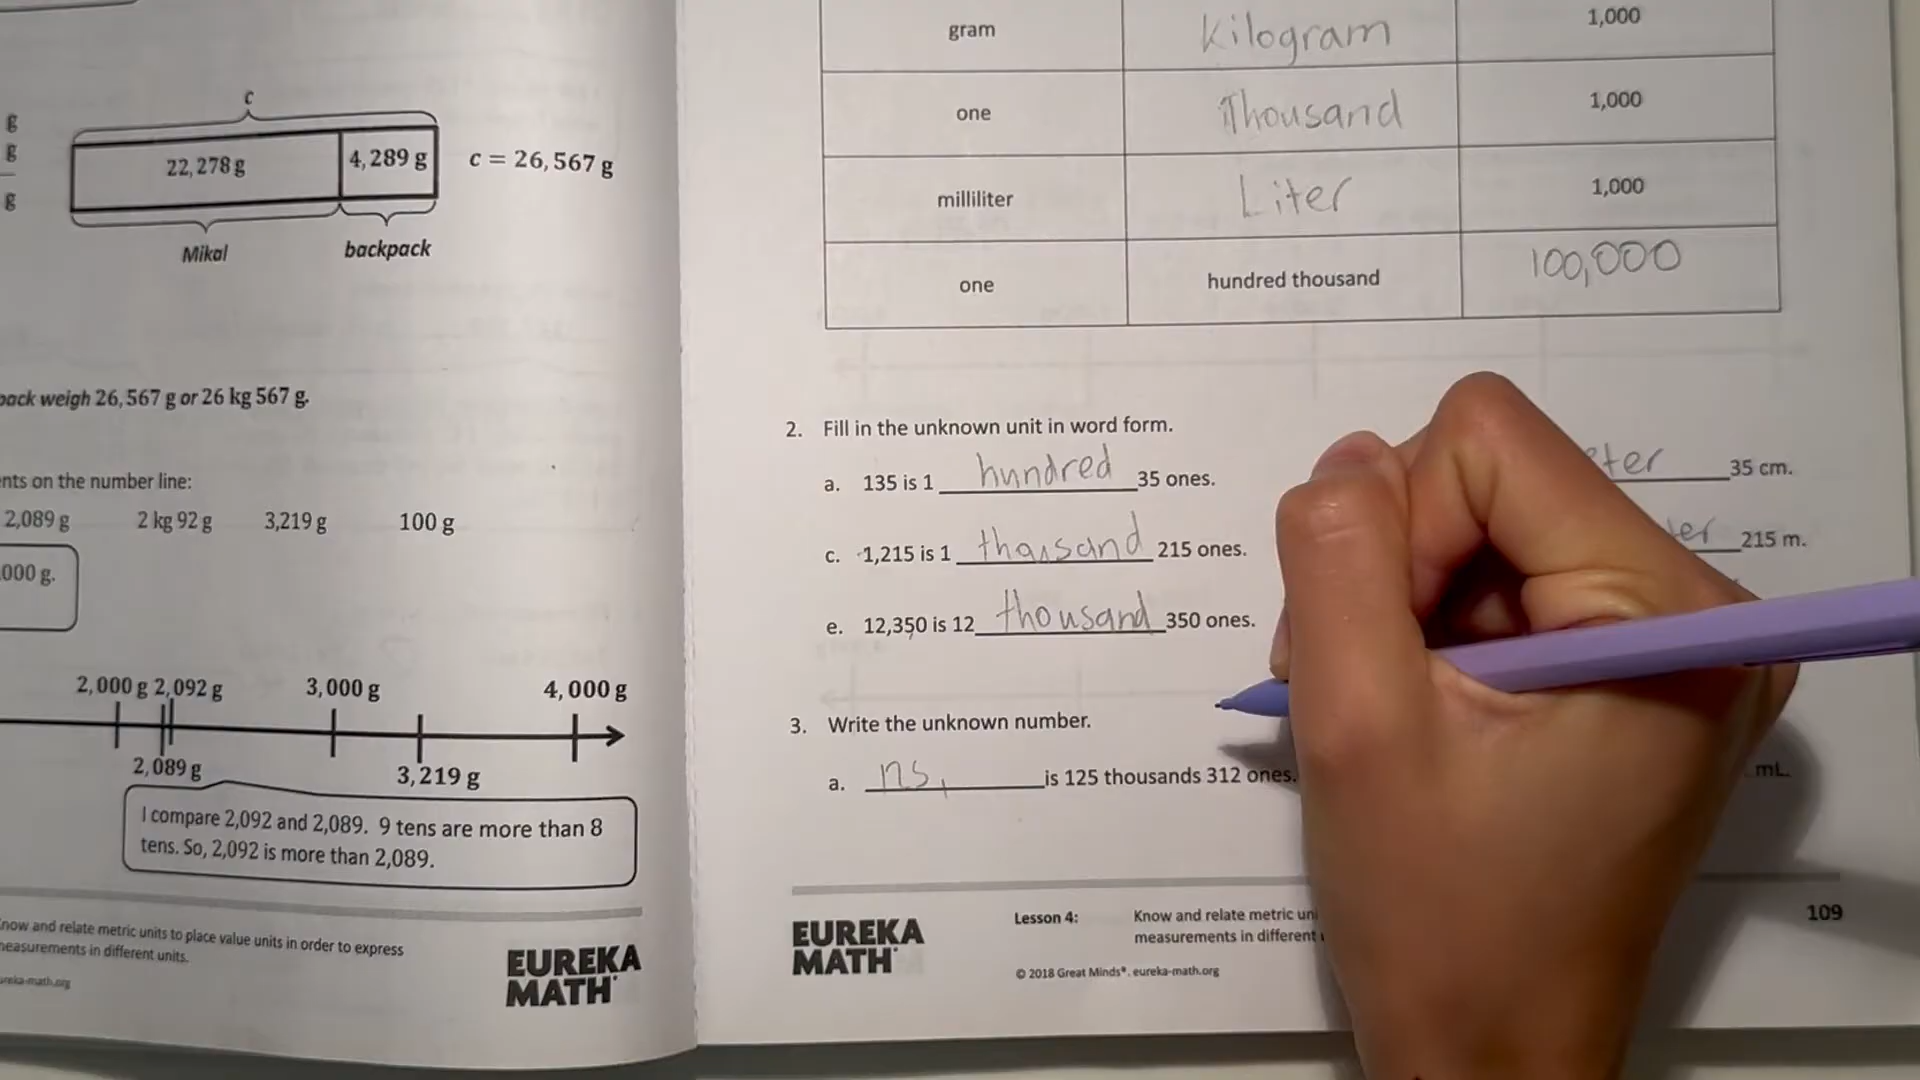 g
g
g
c
22,278 g
4,289 g
c = 26,567 g
Mikal
backpack
pack weigh 26,567 g or 26 kg 567 g.
nts on the number line:
2,089 g 2 kg 92 g 3,219 g 100 g
000 g.
2,000 g 2,092 g 3,000 g 4,000 g
2,089 g 3,219 g
I compare 2,092 and 2,089. 9 tens are more than 8
tens. So, 2,092 is more than 2,089.
now and relate metric units to place value units in order to express
measurements in different units.
ureka-math.org
EUREKA
MATH
gram Kilogram 1,000
one Thousand 1,000
milliliter Liter 1,000
one hundred thousand 100,000
2. Fill in the unknown unit in word form.
a. 135 is 1 hundred 35 ones.
eter 35 cm.
c. 1,215 is 1 thousand 215 ones.
ter 215 m.
e. 12,350 is 12 thousand 350 ones.
3. Write the unknown number.
a. is 125 thousands 312 ones.
mL.
EUREKA
MATH
Lesson 4: Know and relate metric uni
measurements in different
© 2018 Great Minds®. eureka-math.org
109